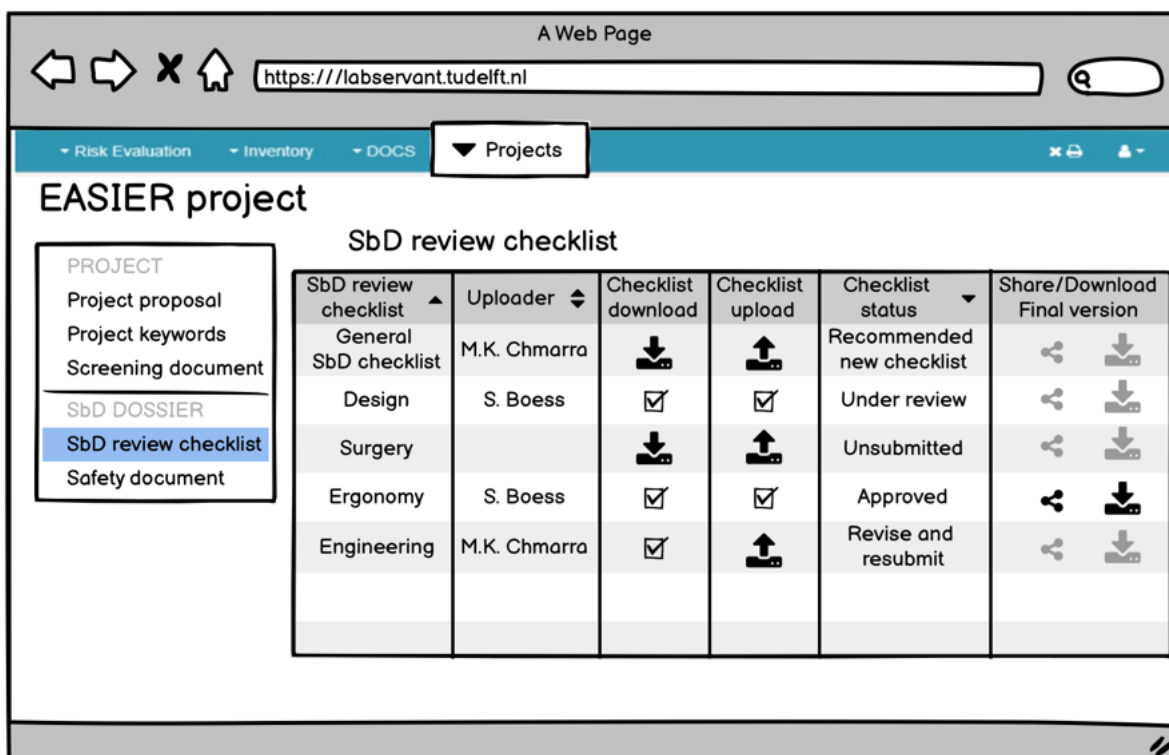 A Web Page
https:///labservant.tudelft.nl
Risk Evaluation Inventory DOCS Projects
EASIER project
SbD review checklist
PROJECT
Project proposal
Project keywords
Screening document
SbD DOSSIER
SbD review checklist
Safety document
SbD review checklist Uploader Checklist download Checklist upload Checklist status Share/Download Final version
General SbD checklist M.K. Chmarra Recommended new checklist
Design S. Boess Under review
Surgery Unsubmitted
Ergonomy S. Boess Approved
Engineering M.K. Chmarra Revise and resubmit